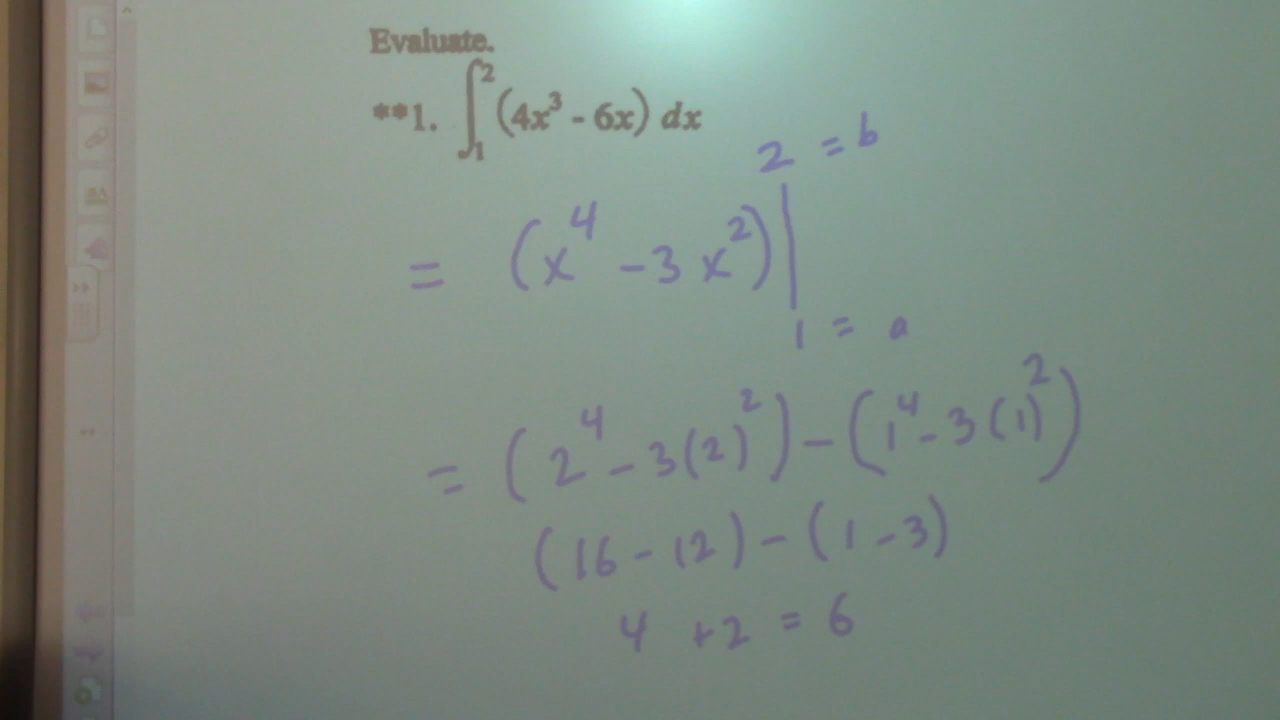 Evaluate.
**1. ∫₁² (4x³ - 6x) dx
= (x⁴ - 3x²) |₁₌ₐ²⁼ᵇ
= (2⁴ - 3(2)²) - (1⁴ - 3(1)²)
(16 - 12) - (1 - 3)
4 + 2 = 6